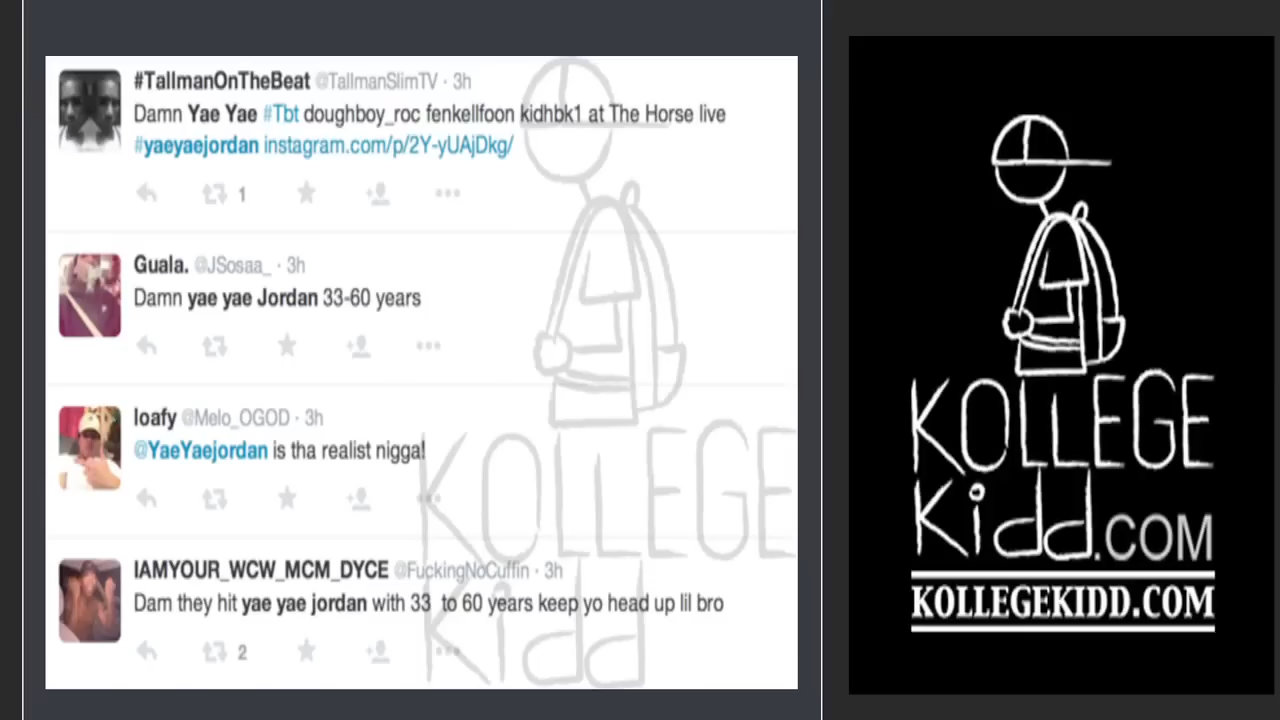 #TallmanOnTheBeat @TallmanSlimTV · 3h
Damn Yae Yae #Tbt doughboy_roc fenkellfoon kidhbk1 at The Horse live
#yaeyaejordan instagram.com/p/2Y-yUAjDkg/
1
Guala. @JSosaa_ · 3h
Damn yae yae Jordan 33-60 years
loafy @Melo_OGOD · 3h
@YaeYaejordan is tha realist nigga!
IAMYOUR_WCW_MCM_DYCE @FuckingNoCuffin · 3h
Dam they hit yae yae jordan with 33 to 60 years keep yo head up lil bro
2
KOLLEGE
Kidd
KOLLEGE
Kidd.COM
KOLLEGEKIDD.COM